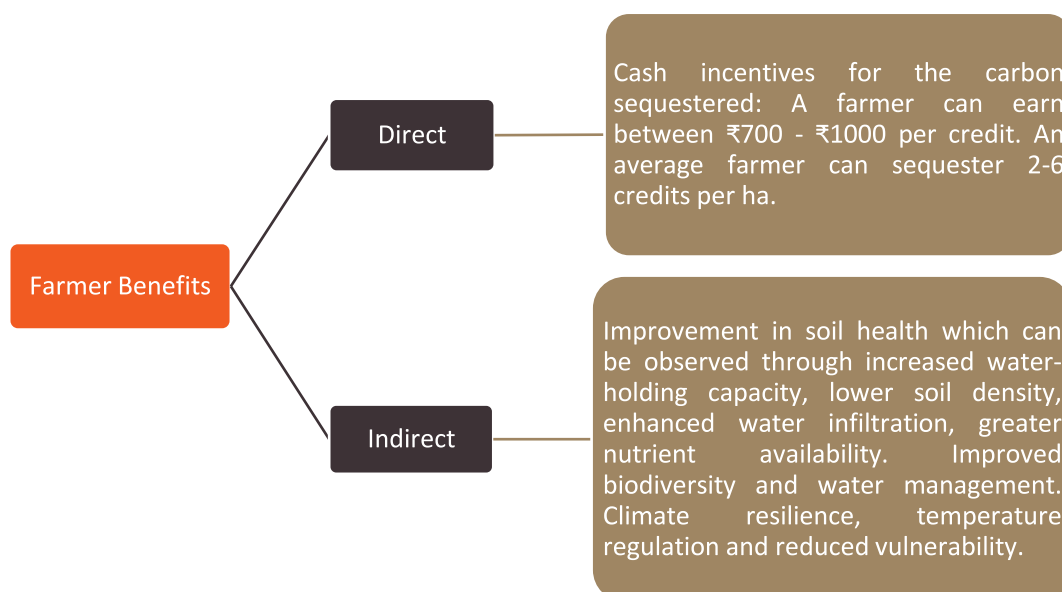 Farmer Benefits
Direct
Cash incentives for the carbon
sequestered: A farmer can earn
between ₹700 - ₹1000 per credit. An
average farmer can sequester 2-6
credits per ha.
Indirect
Improvement in soil health which can
be observed through increased water-
holding capacity, lower soil density,
enhanced water infiltration, greater
nutrient availability. Improved
biodiversity and water management.
Climate resilience, temperature
regulation and reduced vulnerability.